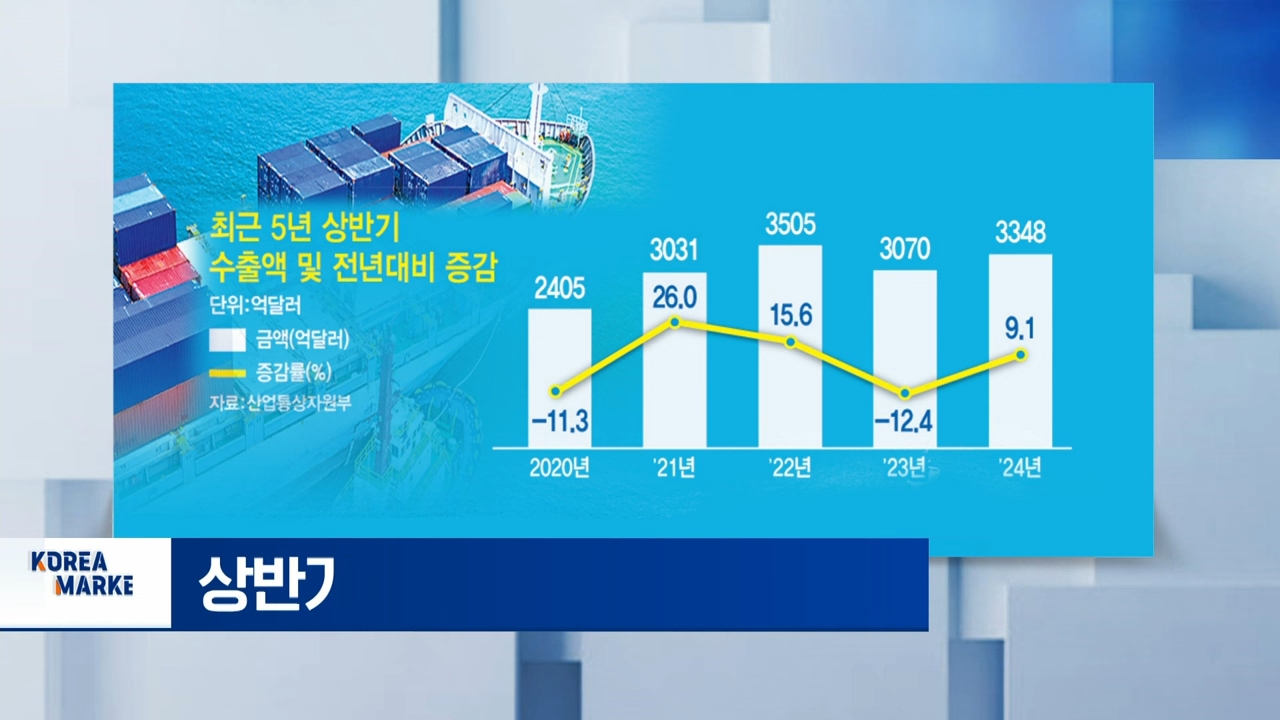 최근 5년 상반기
수출액 및 전년대비 증감
단위:억달러
금액(억달러)
증감률(%)
자료:산업통상자원부
2405
3031
3505
3070
3348
-11.3
26.0
15.6
-12.4
9.1
2020년
'21년
'22년
'23년
'24년
KOREA
MARKE
상반